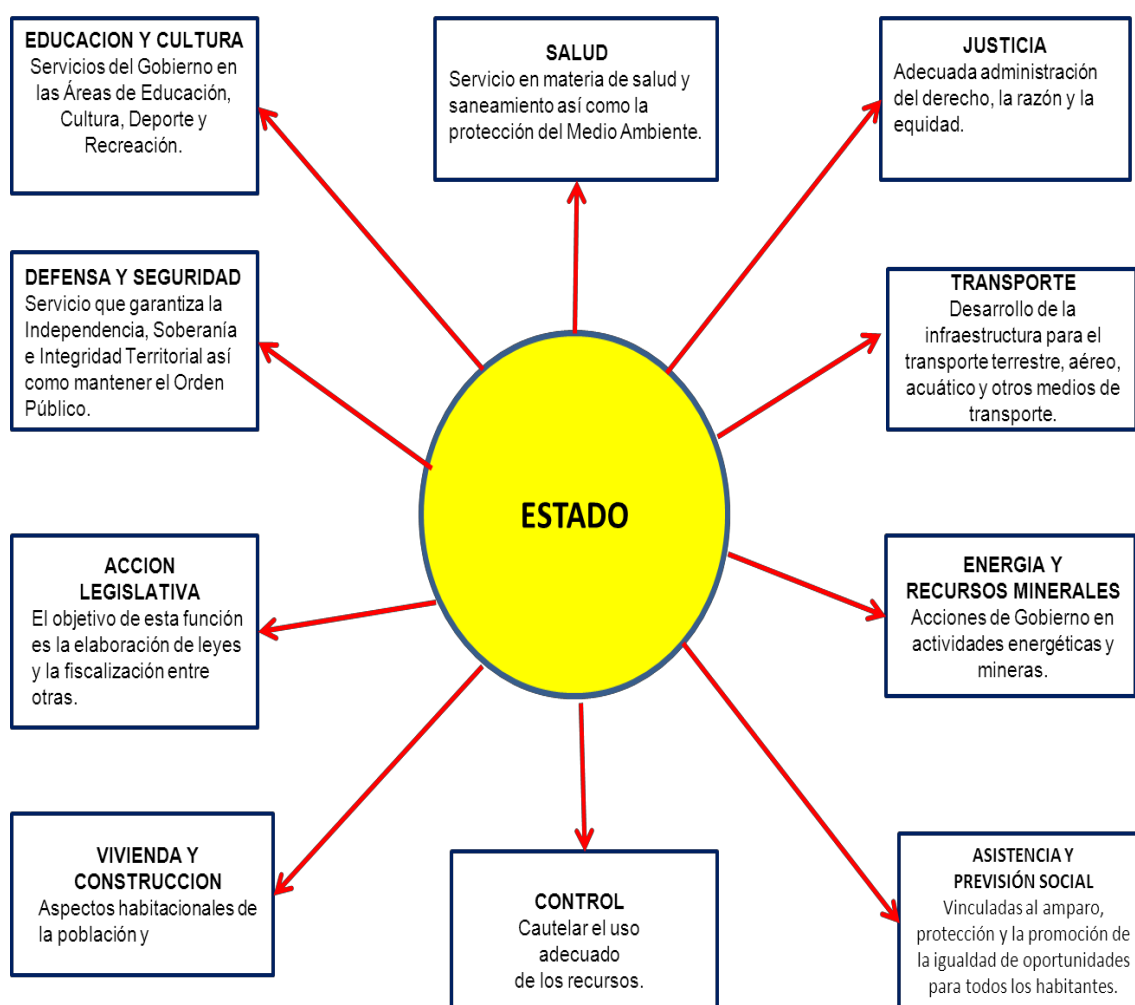 EDUCACION Y CULTURA
Servicios del Gobierno en
las Áreas de Educación,
Cultura, Deporte y
Recreación.
SALUD
Servicio en materia de salud y
saneamiento así como la
protección del Medio Ambiente.
JUSTICIA
Adecuada administración
del derecho, la razón y la
equidad.
DEFENSA Y SEGURIDAD
Servicio que garantiza la
Independencia, Soberanía
e Integridad Territorial así
como mantener el Orden
Público.
TRANSPORTE
Desarrollo de la
infraestructura para el
transporte terrestre, aéreo,
acuático y otros medios de
transporte.
ESTADO
ACCION
LEGISLATIVA
El objetivo de esta función
es la elaboración de leyes
y la fiscalización entre
otras.
ENERGIA Y
RECURSOS MINERALES
Acciones de Gobierno en
actividades energéticas y
mineras.
VIVIENDA Y
CONSTRUCCION
Aspectos habitacionales de
la población y
CONTROL
Cautelar el uso
adecuado
de los recursos.
ASISTENCIA Y
PREVISIÓN SOCIAL
Vinculadas al amparo,
protección y la promoción de
la igualdad de oportunidades
para todos los habitantes.